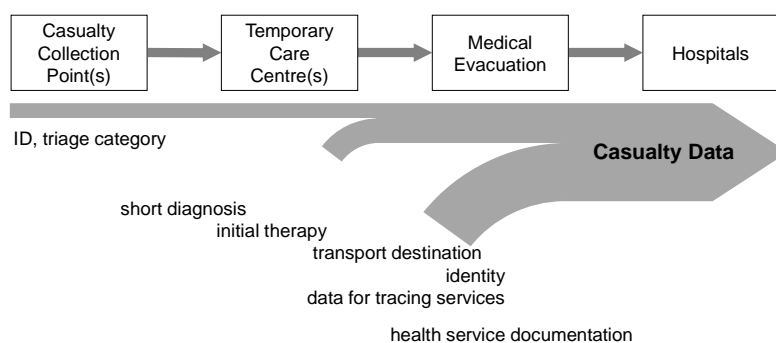 Casualty
Collection
Point(s)
Temporary
Care
Centre(s)
Medical
Evacuation
Hospitals
ID, triage category
Casualty Data
short diagnosis
initial therapy
transport destination
identity
data for tracing services
health service documentation